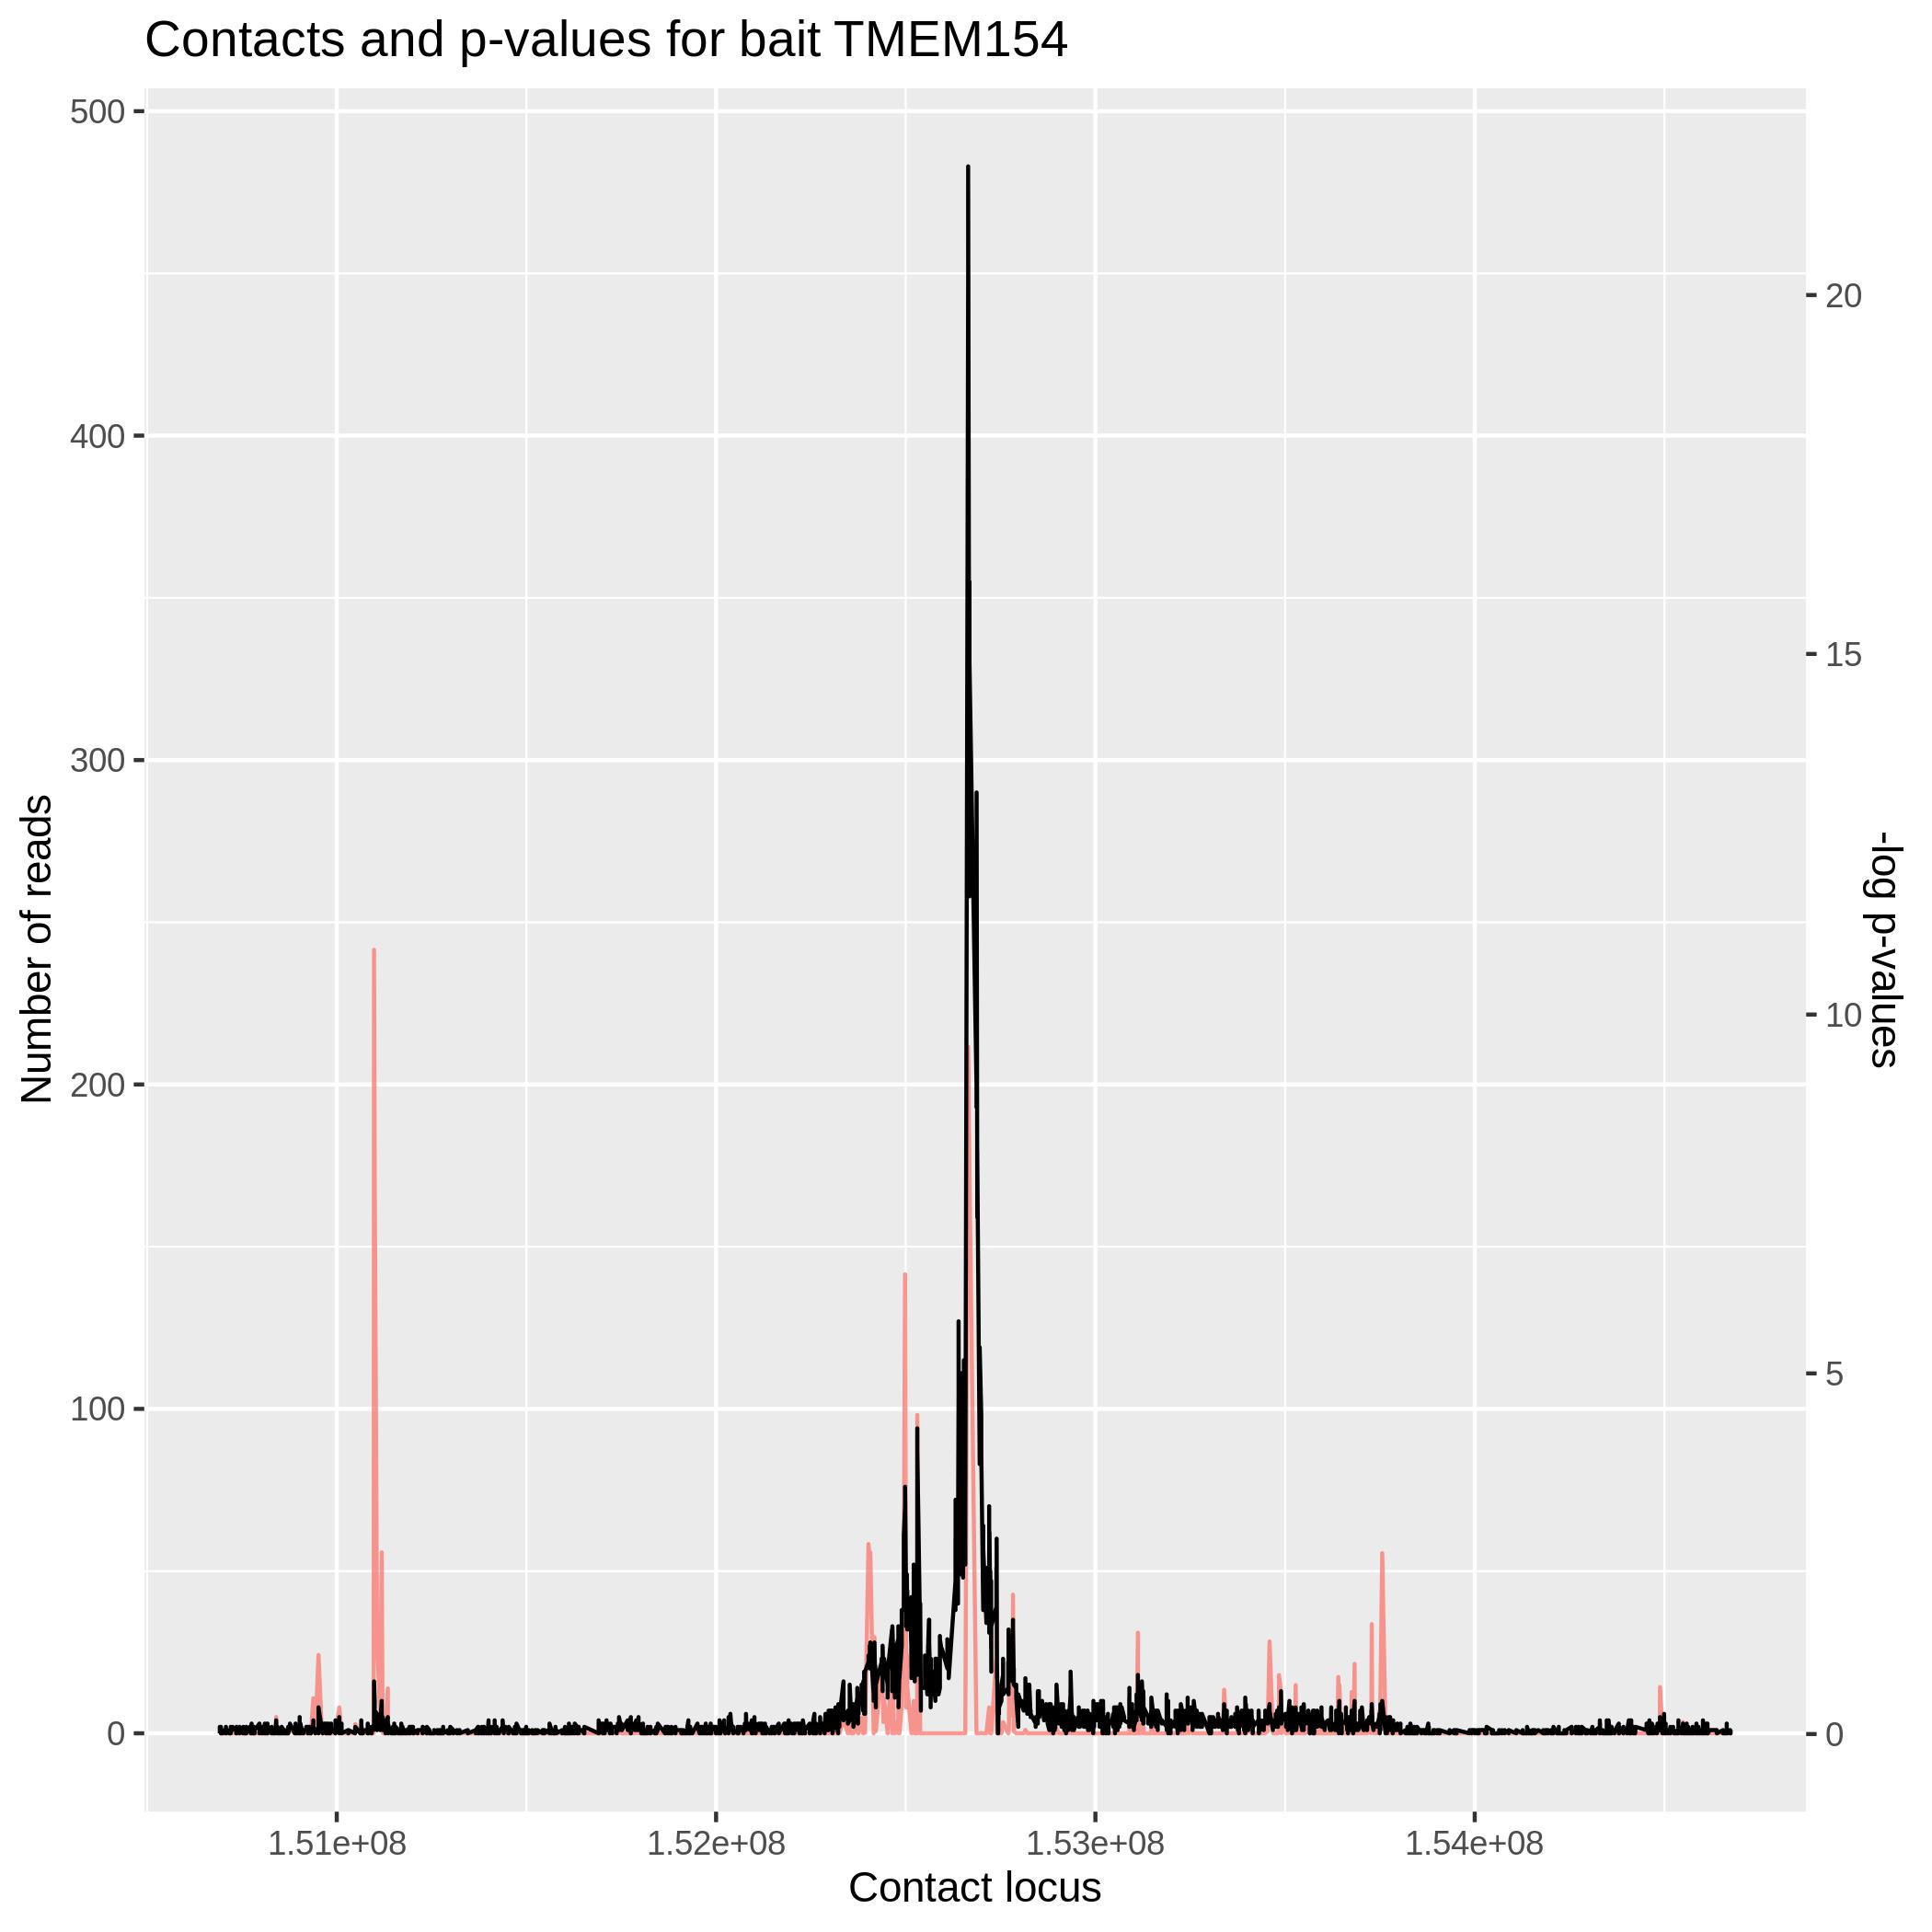 Contacts and p-values for bait TMEM154
Number of reads
500
400
300
200
100
0
20
15
10
5
0
-log p-values
1.51e+08
1.52e+08
1.53e+08
1.54e+08
Contact locus